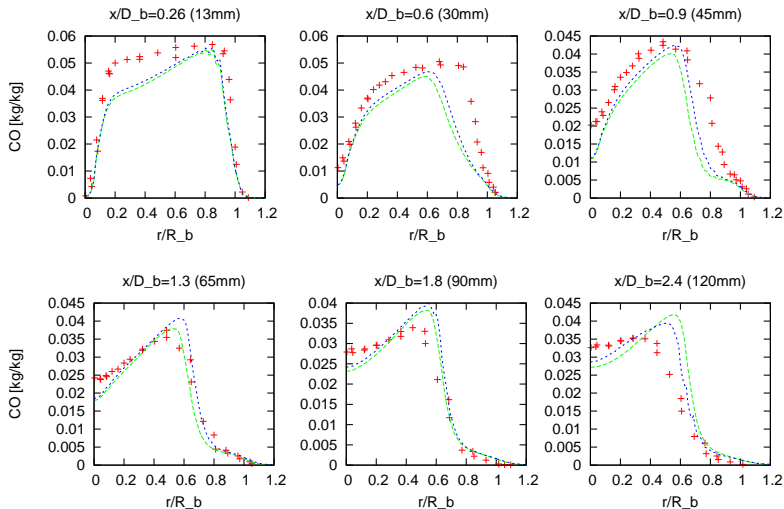 x/D_b=0.26 (13mm)
x/D_b=0.6 (30mm)
x/D_b=0.9 (45mm)
CO [kg/kg]
0.06
0.05
0.04
0.03
0.02
0.01
0
0 0.2 0.4 0.6 0.8 1 1.2
r/R_b
0.06
0.05
0.04
0.03
0.02
0.01
0
0 0.2 0.4 0.6 0.8 1 1.2
r/R_b
0.045
0.04
0.035
0.03
0.025
0.02
0.015
0.01
0.005
0
0 0.2 0.4 0.6 0.8 1 1.2
r/R_b
x/D_b=1.3 (65mm)
x/D_b=1.8 (90mm)
x/D_b=2.4 (120mm)
CO [kg/kg]
0.045
0.04
0.035
0.03
0.025
0.02
0.015
0.01
0.005
0
0 0.2 0.4 0.6 0.8 1 1.2
r/R_b
0.04
0.035
0.03
0.025
0.02
0.015
0.01
0.005
0
0 0.2 0.4 0.6 0.8 1 1.2
r/R_b
0.045
0.04
0.035
0.03
0.025
0.02
0.015
0.01
0.005
0
0 0.2 0.4 0.6 0.8 1 1.2
r/R_b